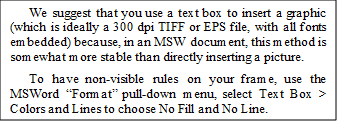 We suggest that you use a text box to insert a graphic
(which is ideally a 300 dpi TIFF or EPS file, with all fonts
embedded) because, in an MSW document, this method is
somewhat more stable than directly inserting a picture.
To have non-visible rules on your frame, use the
MSWord “Format” pull-down menu, select Text Box >
Colors and Lines to choose No Fill and No Line.